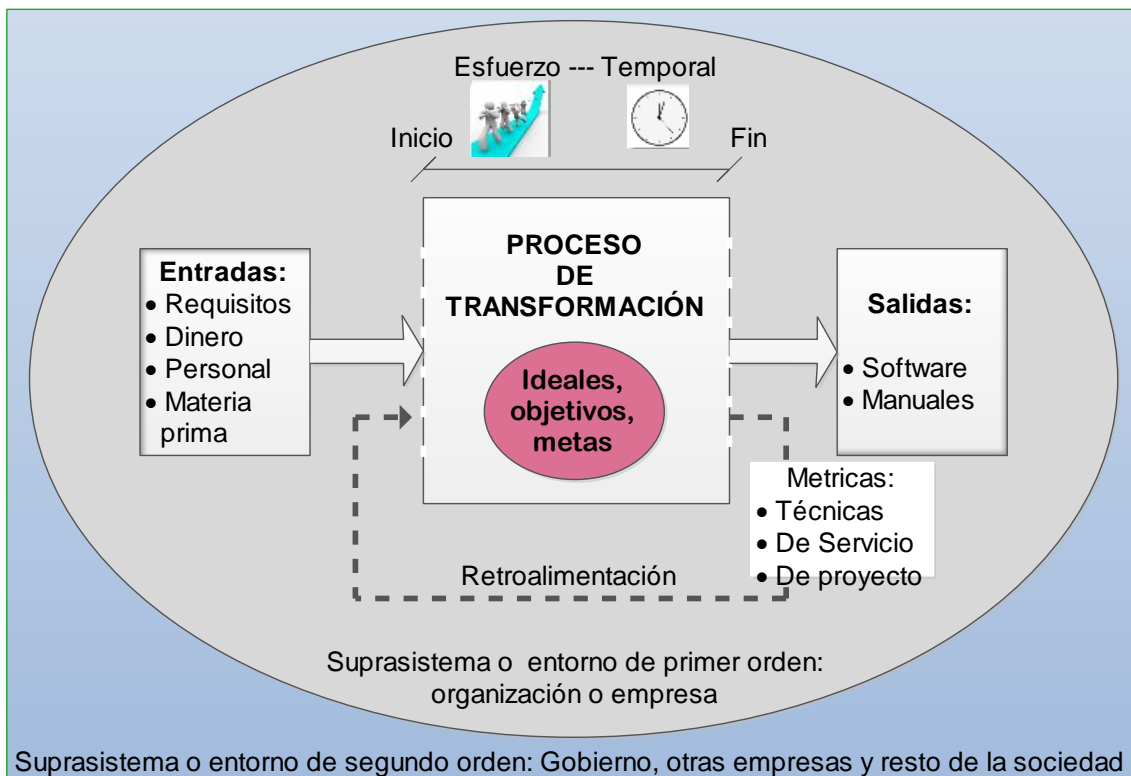 Esfuerzo --- Temporal
Inicio
Fin
PROCESO
DE
TRANSFORMACIÓN
Ideales,
objetivos,
metas
Entradas:
• Requisitos
• Dinero
• Personal
• Materia
prima
Salidas:
• Software
• Manuales
Metricas:
• Técnicas
• De Servicio
• De proyecto
Retroalimentación
Suprasistema o entorno de primer orden:
organización o empresa
Suprasistema o entorno de segundo orden: Gobierno, otras empresas y resto de la sociedad